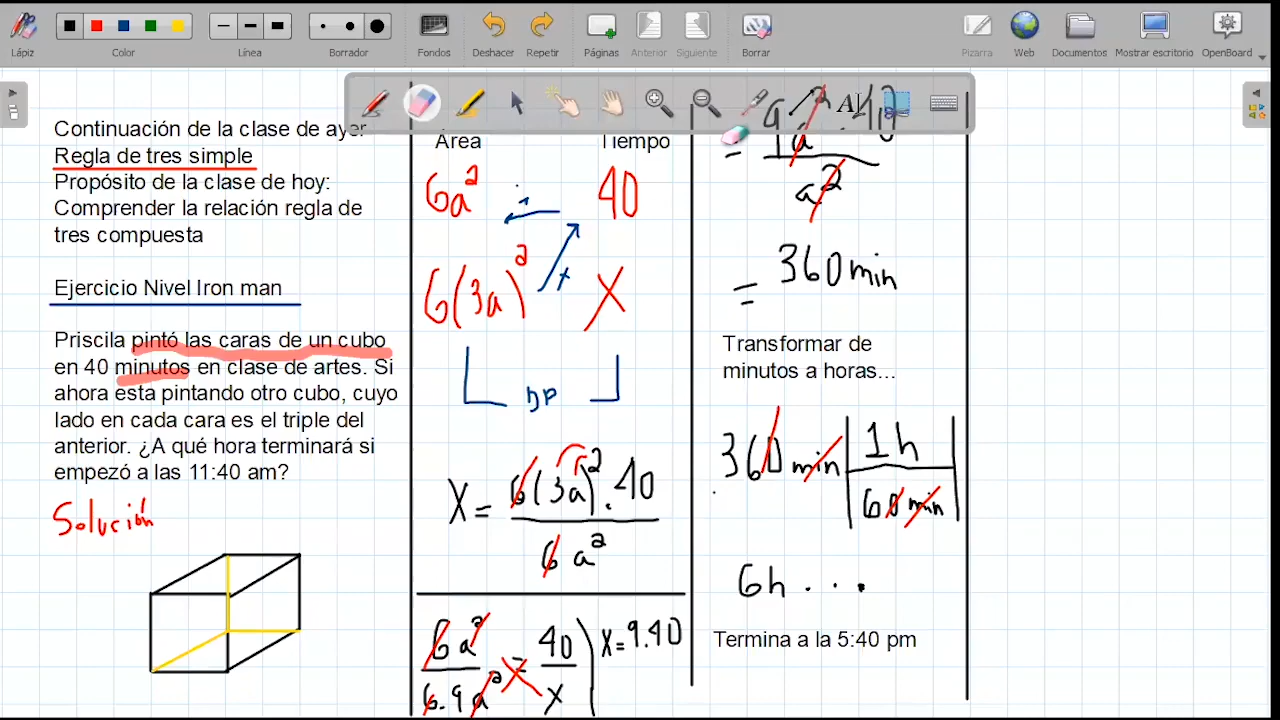 Lápiz
Color
Línea
Borrador
Fondos
Deshacer
Repetir
Páginas
Anterior
Siguiente
Borrar
Pizarra
Web
Documentos
Mostrar escritorio
OpenBoard
Continuación de la clase de ayer
Regla de tres simple
Propósito de la clase de hoy:
Comprender la relación regla de
tres compuesta
Ejercicio Nivel Iron man
Priscila pintó las caras de un cubo
en 40 minutos en clase de artes. Si
ahora esta pintando otro cubo, cuyo
lado en cada cara es el triple del
anterior. ¿A qué hora terminará si
empezó a las 11:40 am?
Solución
Área Tiempo
6a² 40
÷
6(3a)² + X
DP
X = 6(3a)² . 40
6a²
6a² = 40
6.9a² X
X = 9.40
= 9a² . 40
a²
= 360 min
Transformar de
minutos a horas...
360 min 1h
60 min
6h ...
Termina a la 5:40 pm